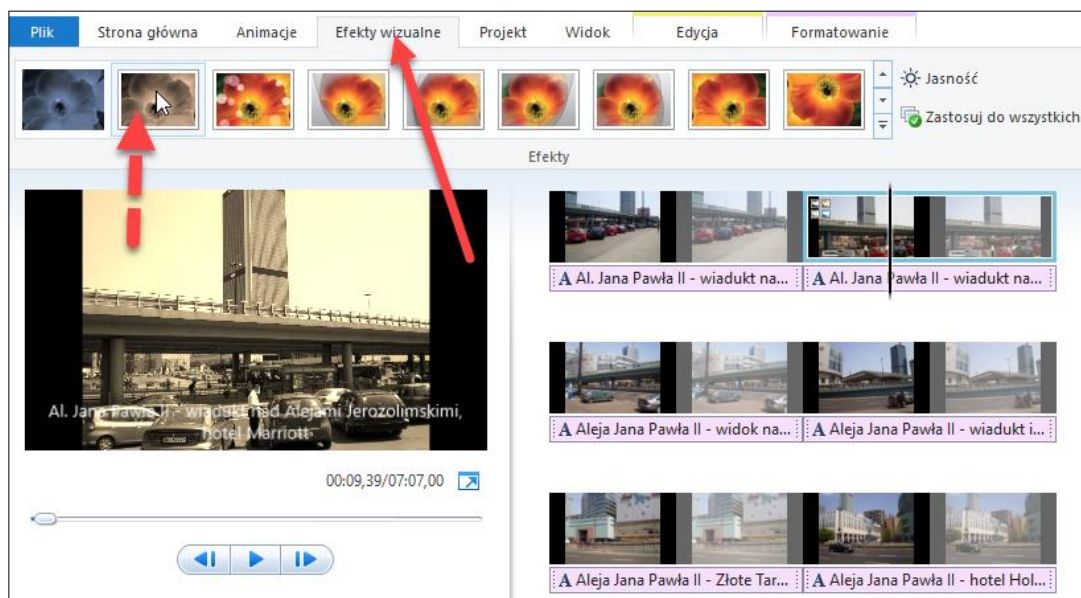 Plik Strona główna Animacje Efekty wizualne Projekt Widok Edycja Formatowanie
Jasność
Zastosuj do wszystkich
Efekty
Al. Jana Pawła II - wiadukt nad Alejami Jerozolimskimi,
hotel Marriott
00:09,39/07:07,00
A Al. Jana Pawła II - wiadukt na... A Al. Jana Pawła II - wiadukt na...
A Aleja Jana Pawła II - widok na... A Aleja Jana Pawła II - wiadukt i...
A Aleja Jana Pawła II - Złote Tar... A Aleja Jana Pawła II - hotel Hol...